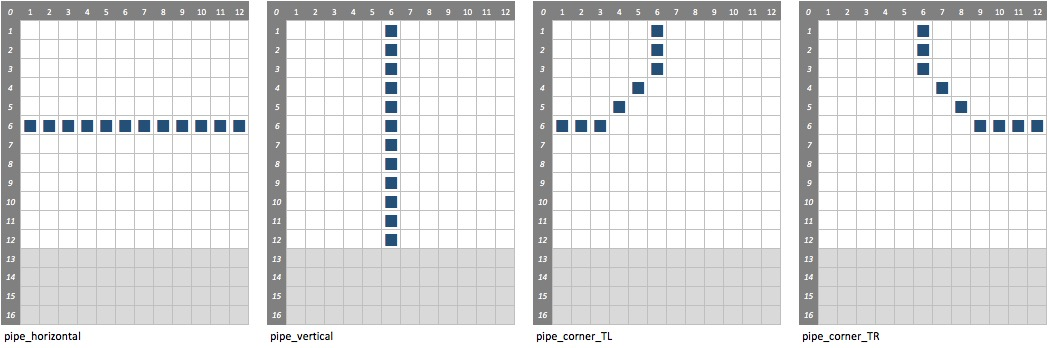 0 1 2 3 4 5 6 7 8 9 10 11 12 0 1 2 3 4 5 6 7 8 9 10 11 12 0 1 2 3 4 5 6 7 8 9 10 11 12 0 1 2 3 4 5 6 7 8 9 10 11 12
1 1 1 1
2 2 2 2
3 3 3 3
4 4 4 4
5 5 5 5
6 6 6 6
7 7 7 7
8 8 8 8
9 9 9 9
10 10 10 10
11 11 11 11
12 12 12 12
13 13 13 13
14 14 14 14
15 15 15 15
16 16 16 16
pipe_horizontal pipe_vertical pipe_corner_TL pipe_corner_TR